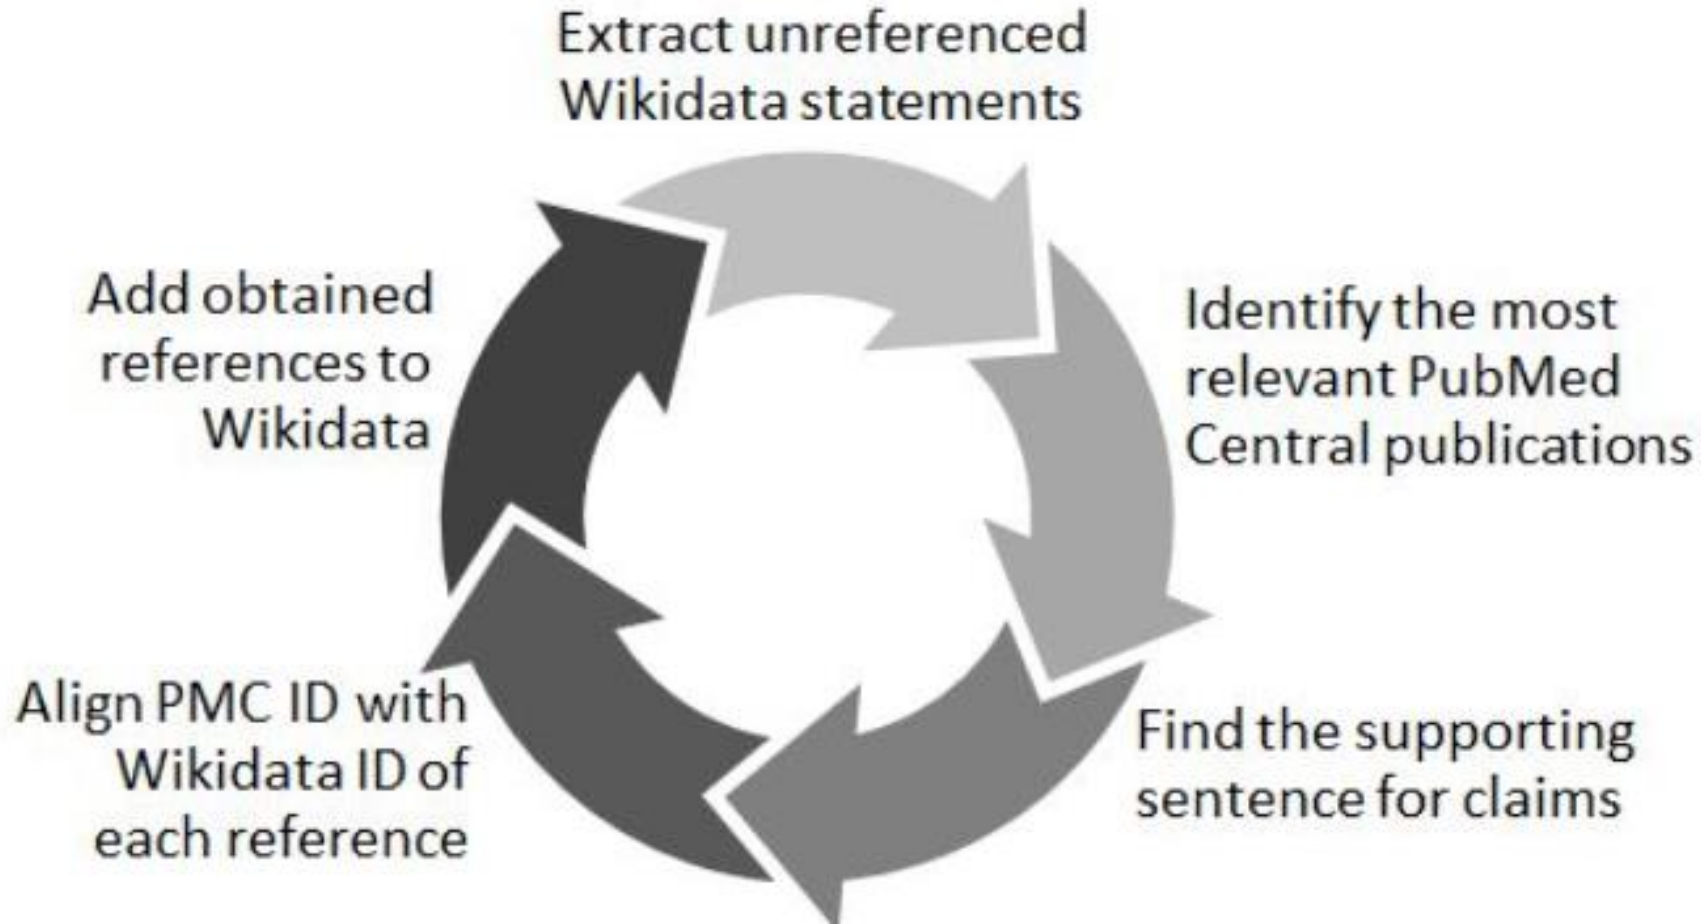 Extract unreferenced
Wikidata statements
Identify the most
relevant PubMed
Central publications
Find the supporting
sentence for claims
Align PMC ID with
Wikidata ID of
each reference
Add obtained
references to
Wikidata